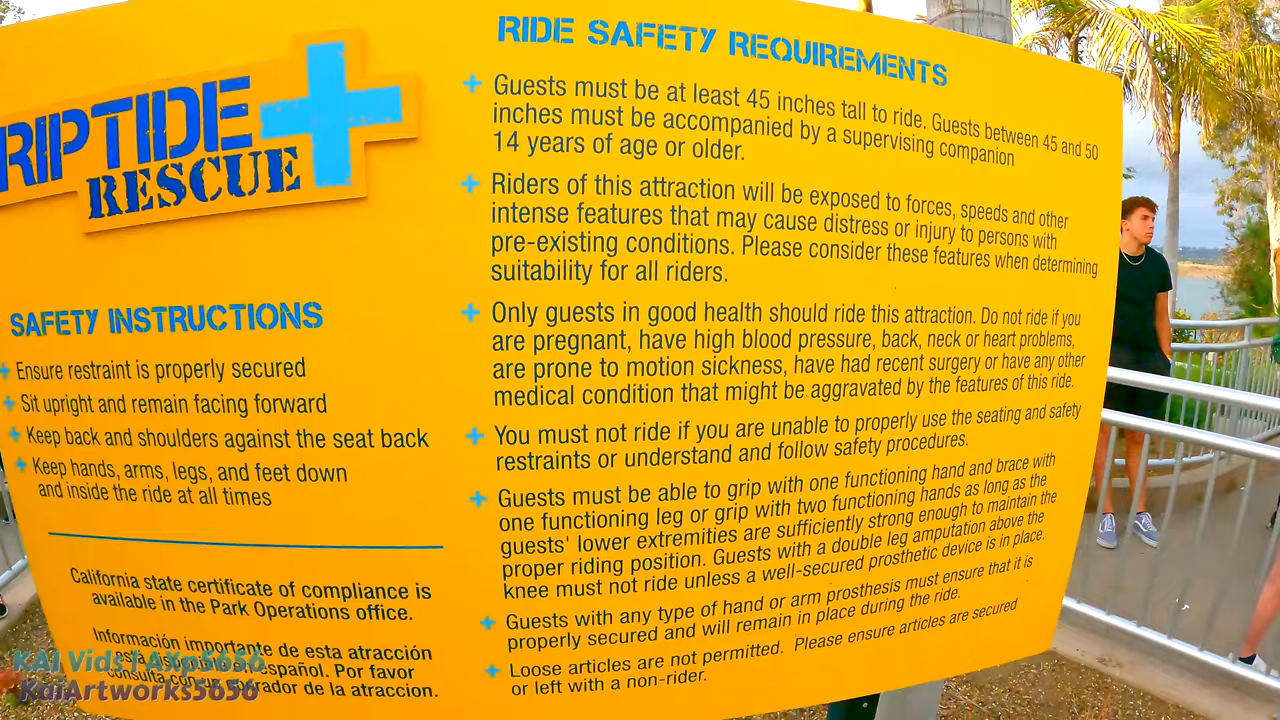 RIPTIDE
RESCUE
SAFETY INSTRUCTIONS
Ensure restraint is properly secured
Sit upright and remain facing forward
Keep back and shoulders against the seat back
Keep hands, arms, legs, and feet down
and inside the ride at all times
California state certificate of compliance is
available in the Park Operations office.
Información importante de esta atracción
español. Por favor
de la atraccion.
KAI Vids | AXp5656
KaiArtworks5656
RIDE SAFETY REQUIREMENTS
Guests must be at least 45 inches tall to ride. Guests between 45 and 50
inches must be accompanied by a supervising companion
14 years of age or older.
Riders of this attraction will be exposed to forces, speeds and other
intense features that may cause distress or injury to persons with
pre-existing conditions. Please consider these features when determining
suitability for all riders.
Only guests in good health should ride this attraction. Do not ride if you
are pregnant, have high blood pressure, back, neck or heart problems,
are prone to motion sickness, have had recent surgery or have any other
medical condition that might be aggravated by the features of this ride.
You must not ride if you are unable to properly use the seating and safety
restraints or understand and follow safety procedures.
Guests must be able to grip with one functioning hand and brace with
one functioning leg or grip with two functioning hands as long as the
guests' lower extremities are sufficiently strong enough to maintain the
proper riding position. Guests with a double leg amputation above the
knee must not ride unless a well-secured prosthetic device is in place.
Guests with any type of hand or arm prosthesis must ensure that it is
properly secured and will remain in place during the ride.
Loose articles are not permitted. Please ensure articles are secured
or left with a non-rider.